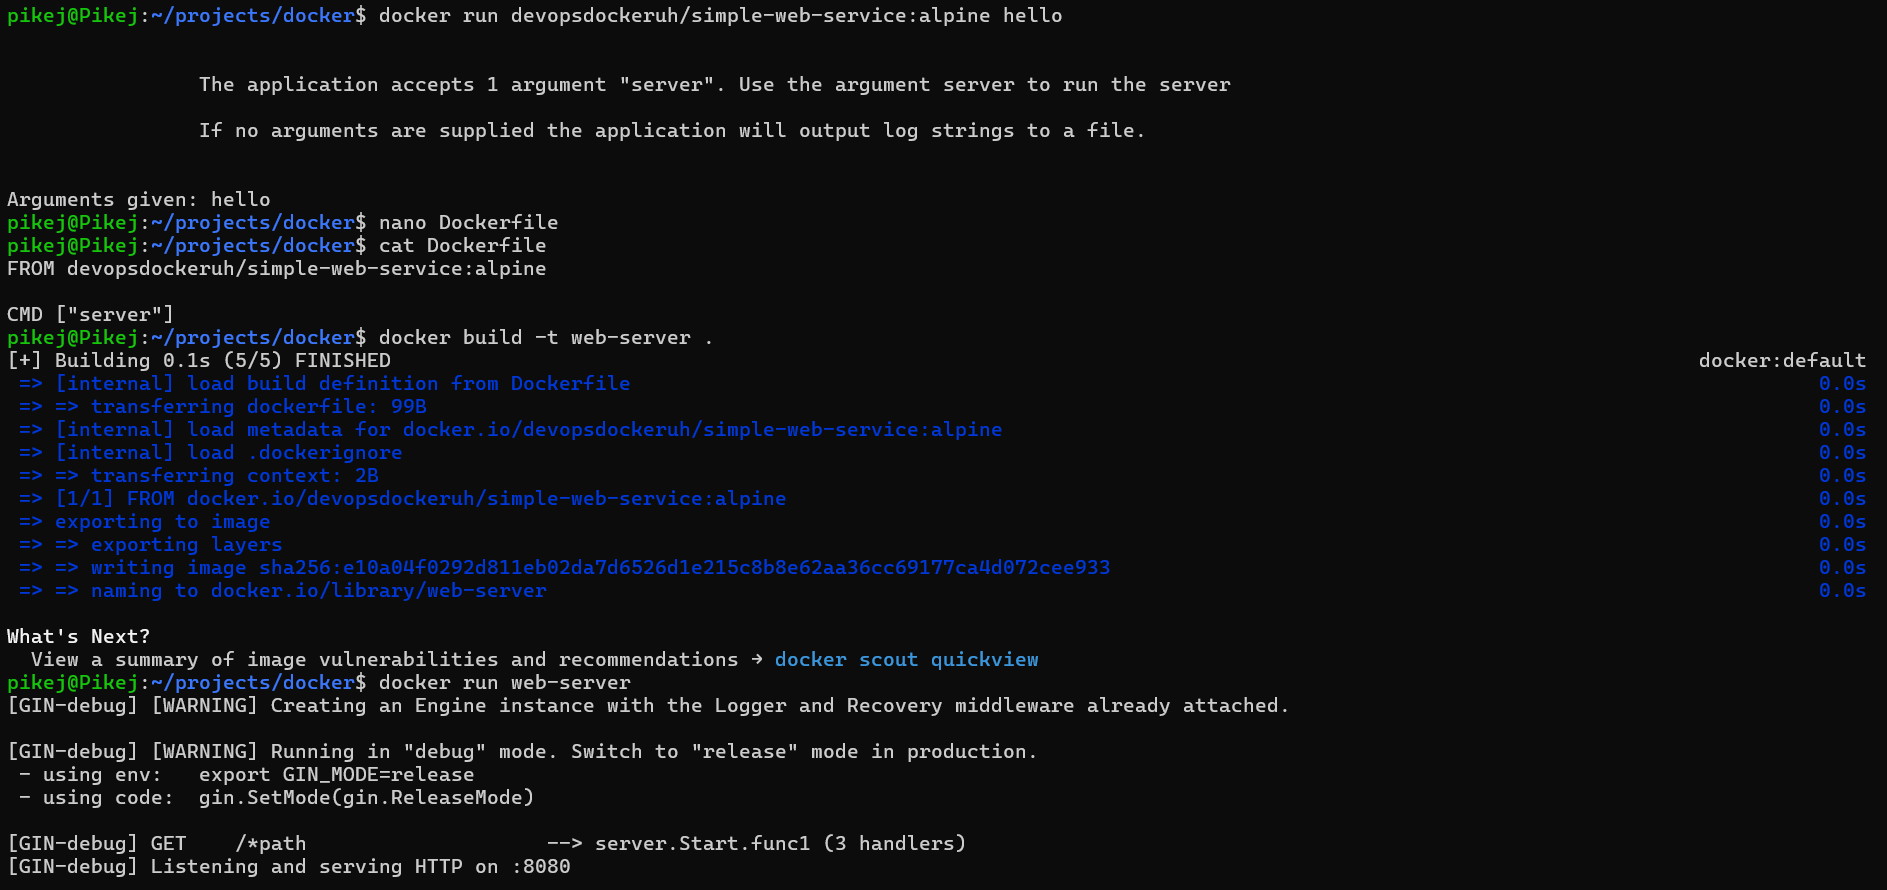 pikej@Pikej:~/projects/docker$ docker run devopsdockeruh/simple-web-service:alpine hello
The application accepts 1 argument "server". Use the argument server to run the server
If no arguments are supplied the application will output log strings to a file.
Arguments given: hello
pikej@Pikej:~/projects/docker$ nano Dockerfile
pikej@Pikej:~/projects/docker$ cat Dockerfile
FROM devopsdockeruh/simple-web-service:alpine
CMD ["server"]
pikej@Pikej:~/projects/docker$ docker build -t web-server .
[+] Building 0.1s (5/5) FINISHED docker:default
=> [internal] load build definition from Dockerfile 0.0s
=> => transferring dockerfile: 99B 0.0s
=> [internal] load metadata for docker.io/devopsdockeruh/simple-web-service:alpine 0.0s
=> [internal] load .dockerignore 0.0s
=> => transferring context: 2B 0.0s
=> [1/1] FROM docker.io/devopsdockeruh/simple-web-service:alpine 0.0s
=> exporting to image 0.0s
=> => exporting layers 0.0s
=> => writing image sha256:e10a04f0292d811eb02da7d6526d1e215c8b8e62aa36cc69177ca4d072cee933 0.0s
=> => naming to docker.io/library/web-server 0.0s
What's Next?
View a summary of image vulnerabilities and recommendations → docker scout quickview
pikej@Pikej:~/projects/docker$ docker run web-server
[GIN-debug] [WARNING] Creating an Engine instance with the Logger and Recovery middleware already attached.
[GIN-debug] [WARNING] Running in "debug" mode. Switch to "release" mode in production.
- using env:   export GIN_MODE=release
- using code:  gin.SetMode(gin.ReleaseMode)
[GIN-debug] GET    /*path                    --> server.Start.func1 (3 handlers)
[GIN-debug] Listening and serving HTTP on :8080